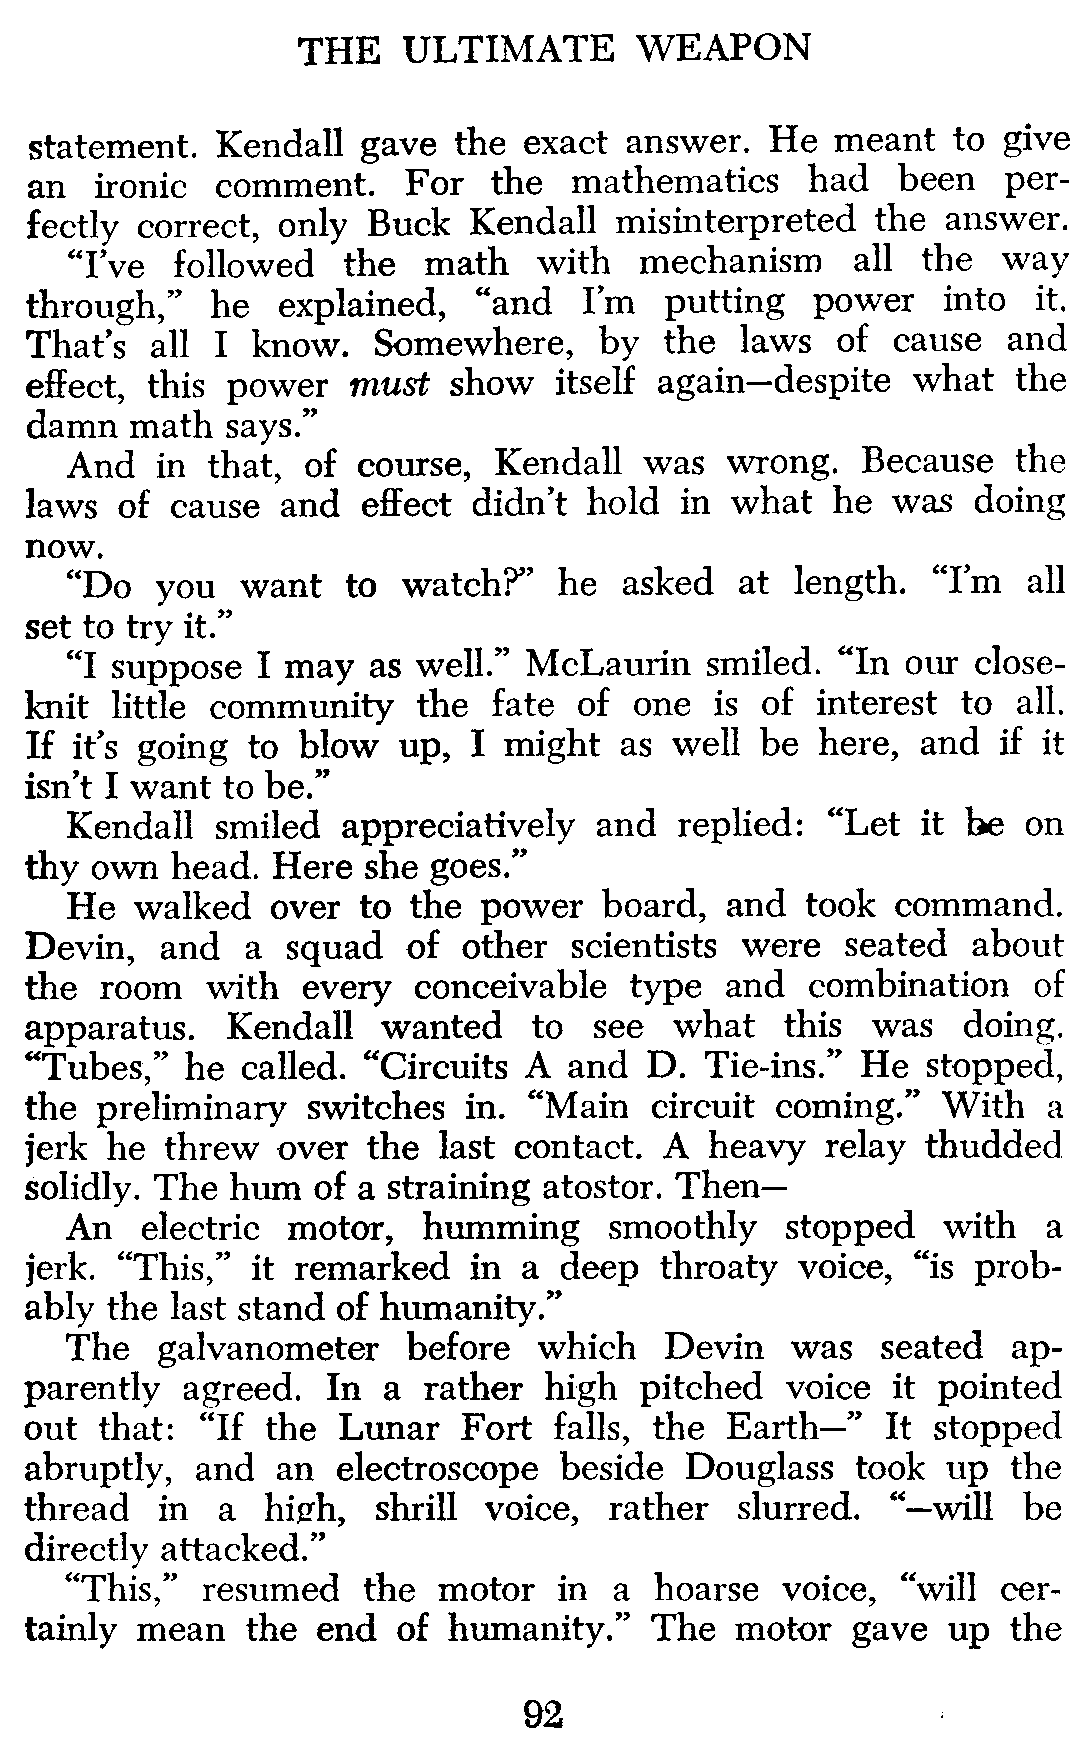 THE ULTIMATE WEAPON
statement. Kendall gave the exact answer. He meant to give
an ironic comment. For the mathematics had been per-
fectly correct, only Buck Kendall misinterpreted the answer.
“I’ve followed the math with mechanism all the way
through,” he explained, “and I’m putting power into it.
That’s all I know. Somewhere, by the laws of cause and
effect, this power must show itself again—despite what the
damn math says.”
And in that, of course, Kendall was wrong. Because the
laws of cause and effect didn’t hold in what he was doing
now.
“Do you want to watch?” he asked at length. “I’m all
set to try it.”
“I suppose I may as well.” McLaurin smiled. “In our close-
knit little community the fate of one is of interest to all.
If it’s going to blow up, I might as well be here, and if it
isn’t I want to be.”
Kendall smiled appreciatively and replied: “Let it be on
thy own head. Here she goes.”
He walked over to the power board, and took command.
Devin, and a squad of other scientists were seated about
the room with every conceivable type and combination of
apparatus. Kendall wanted to see what this was doing.
“Tubes,” he called. “Circuits A and D. Tie-ins.” He stopped,
the preliminary switches in. “Main circuit coming.” With a
jerk he threw over the last contact. A heavy relay thudded
solidly. The hum of a straining atostor. Then—
An electric motor, humming smoothly stopped with a
jerk. “This,” it remarked in a deep throaty voice, “is prob-
ably the last stand of humanity.”
The galvanometer before which Devin was seated ap-
parently agreed. In a rather high pitched voice it pointed
out that: “If the Lunar Fort falls, the Earth—” It stopped
abruptly, and an electroscope beside Douglass took up the
thread in a high, shrill voice, rather slurred. “—will be
directly attacked.”
“This,” resumed the motor in a hoarse voice, “will cer-
tainly mean the end of humanity.” The motor gave up the
92